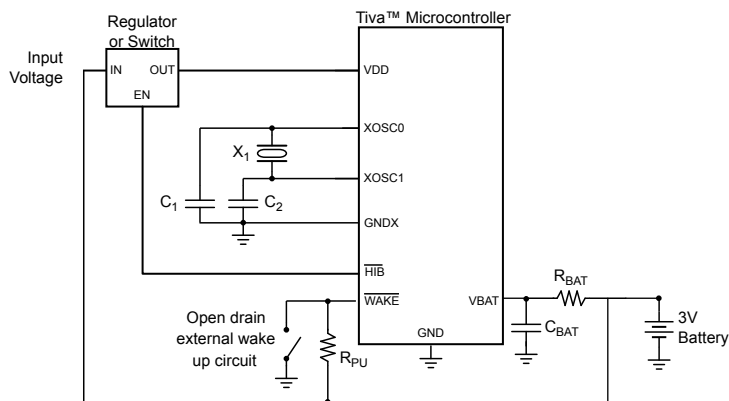 Tiva™ Microcontroller
Regulator
or Switch
Input
Voltage
IN OUT
EN
VDD
XOSC0
X1
XOSC1
C1 C2
GNDX
HIB
WAKE
VBAT
RBAT
Open drain
external wake
up circuit
RPU
GND
CBAT
3V
Battery